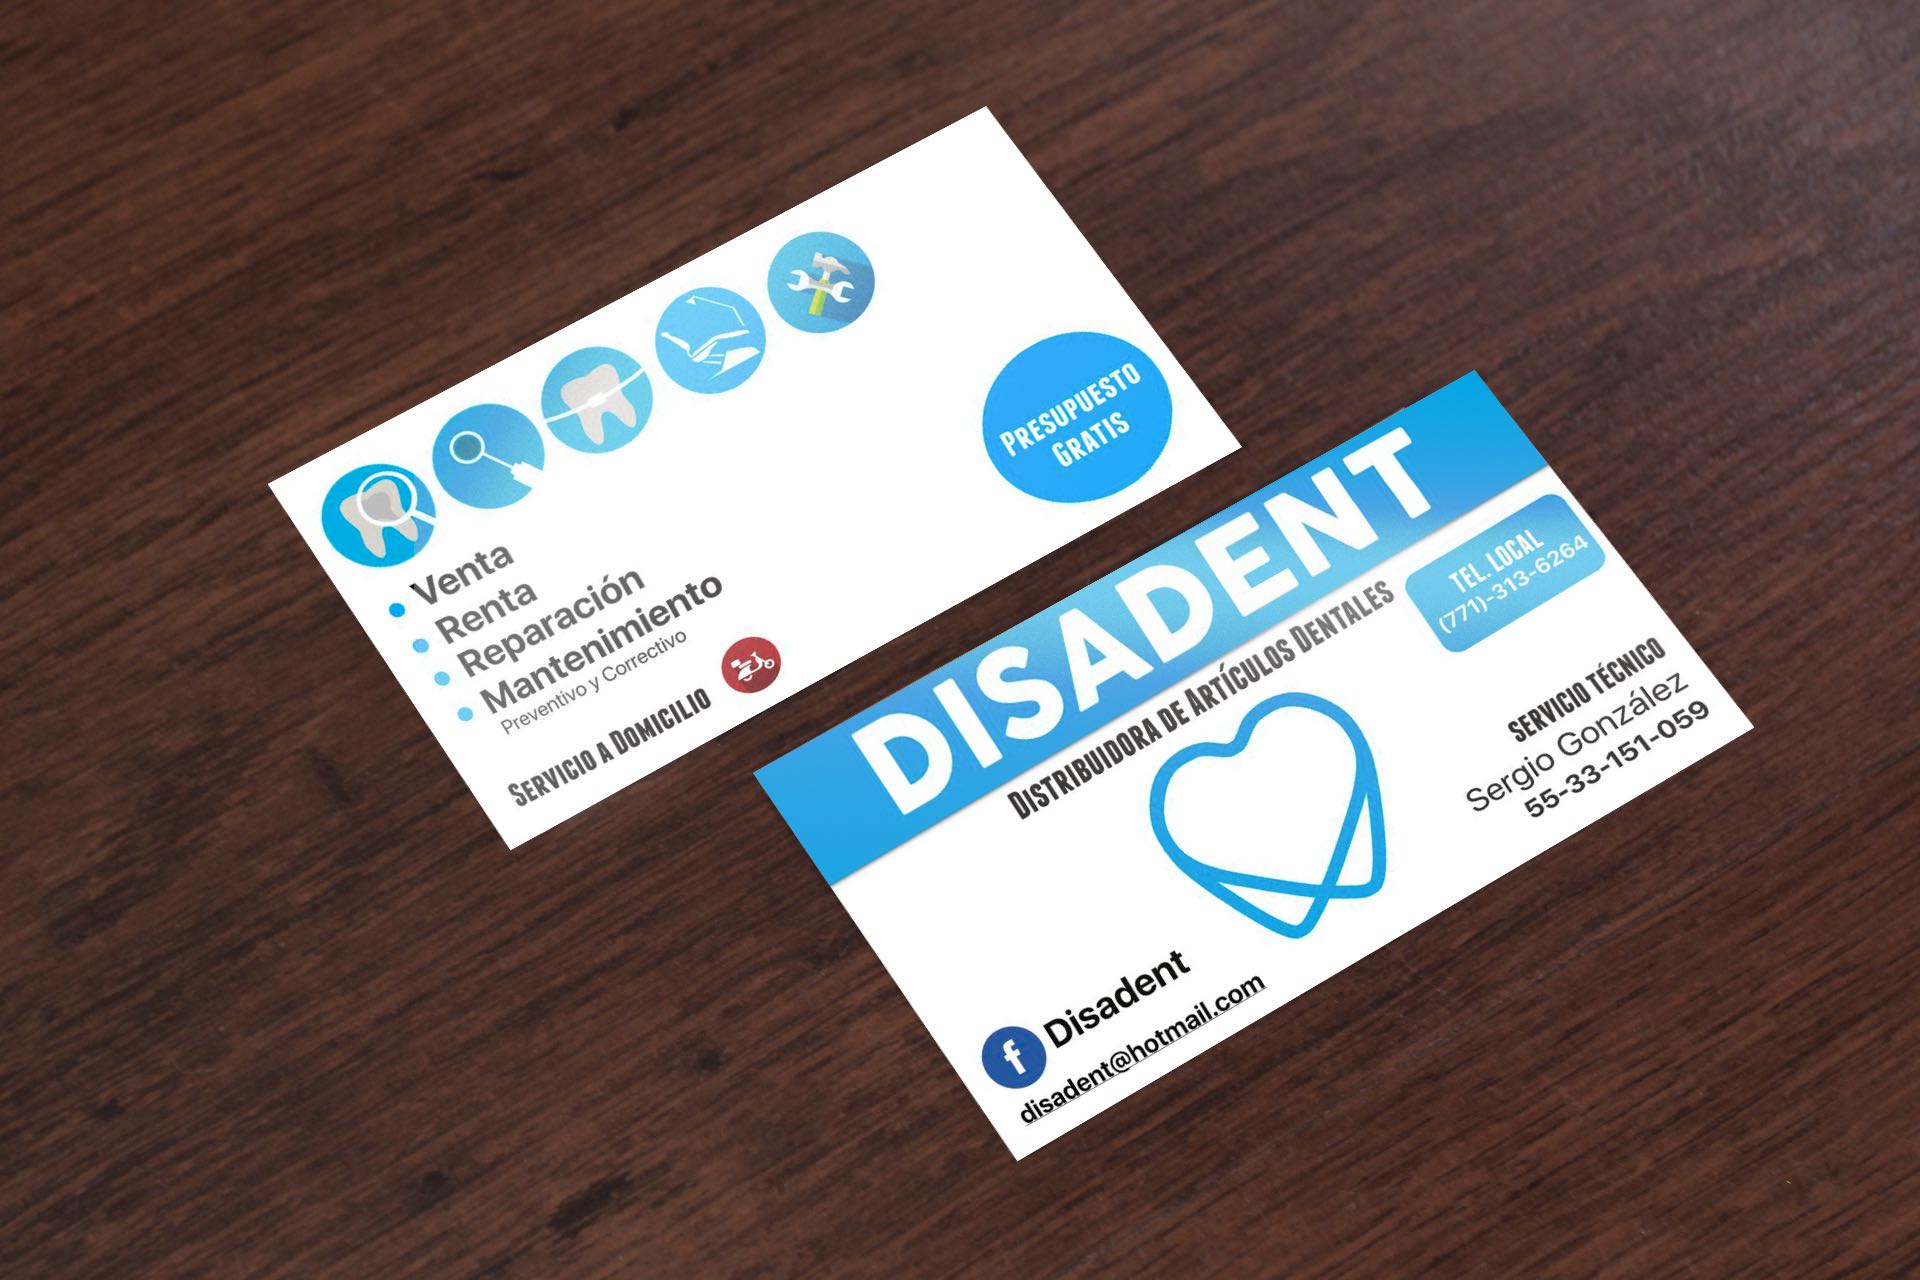 Venta
Renta
Reparación
Mantenimiento
Preventivo y Correctivo
SERVICIO A DOMICILIO
PRESUPUESTO
GRATIS
DISADENT
DISTRIBUIDORA DE ARTÍCULOS DENTALES
TEL. LOCAL
(771)-313-6264
SERVICIO TÉCNICO
Sergio González
55-33-151-059
f Disadent
disadent@hotmail.com